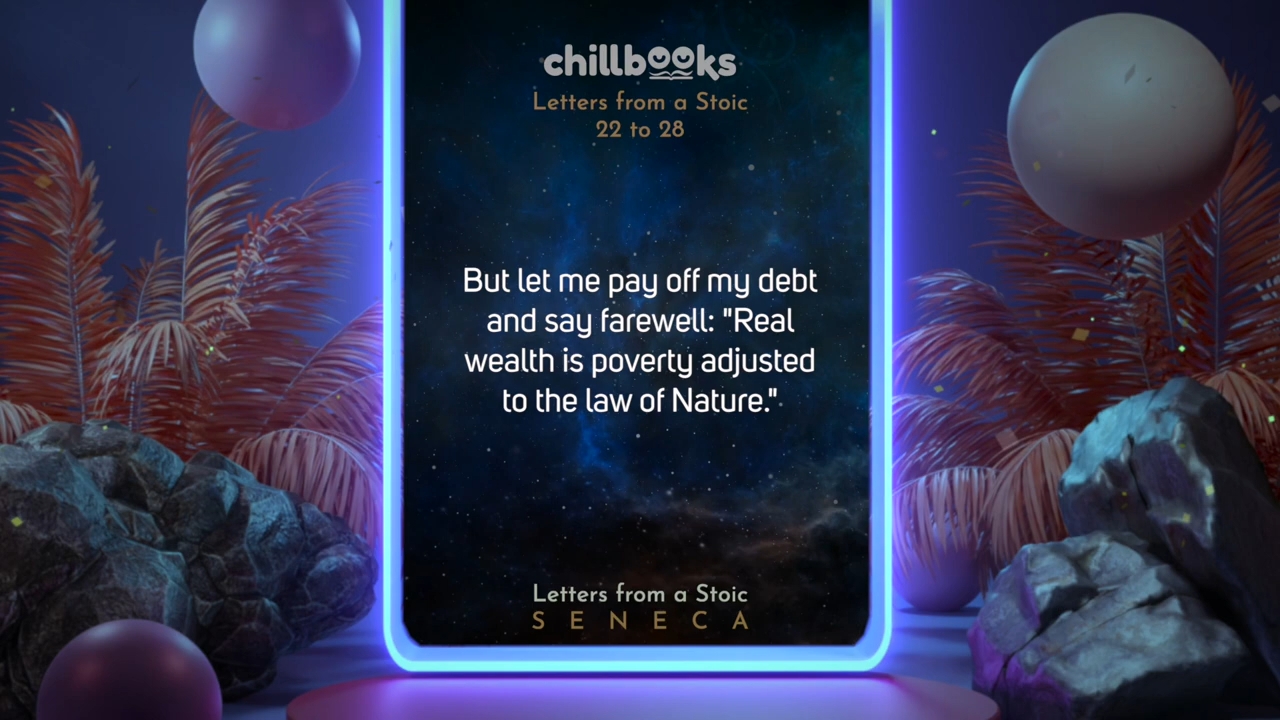 chillbooks
Letters from a Stoic
22 to 28
But let me pay off my debt
and say farewell: "Real
wealth is poverty adjusted
to the law of Nature."
Letters from a Stoic
SENECA